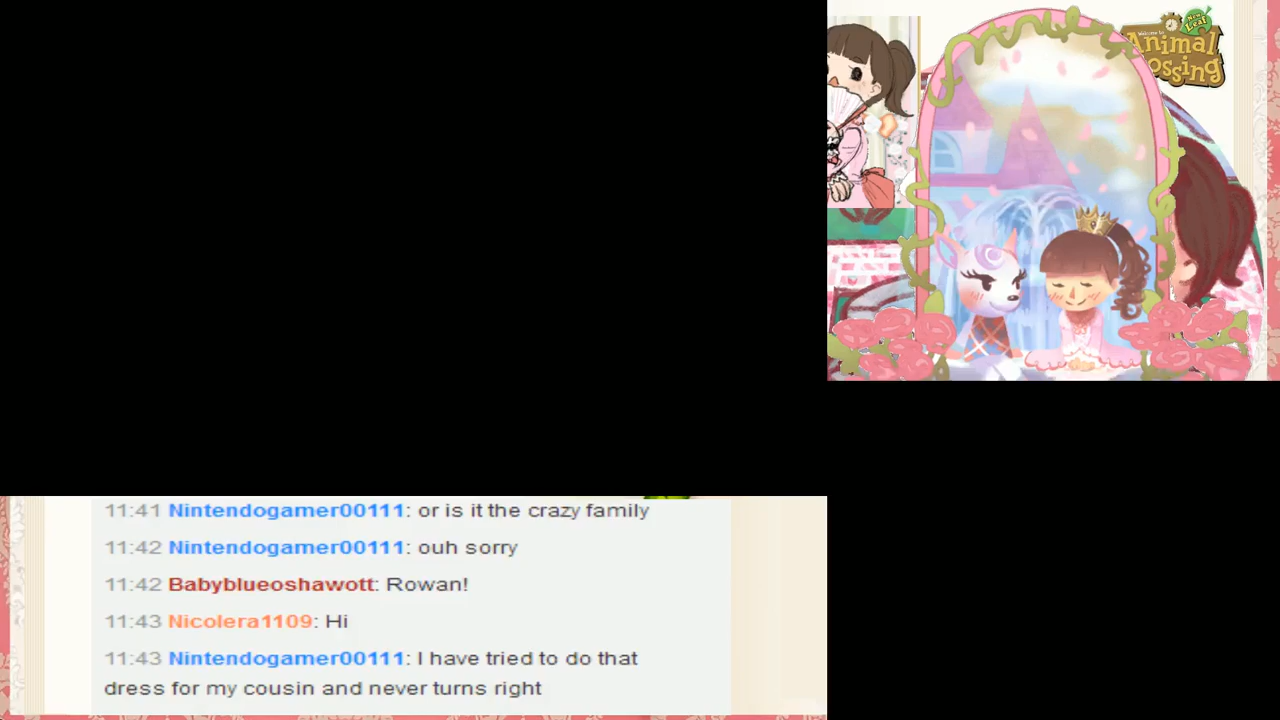 Welcome to
New Leaf
Animal
ossing
11:41 Nintendogamer00111: or is it the crazy family
11:42 Nintendogamer00111: ouh sorry
11:42 Babyblueoshawott: Rowan!
11:43 Nicolera1109: Hi
11:43 Nintendogamer00111: I have tried to do that
dress for my cousin and never turns right